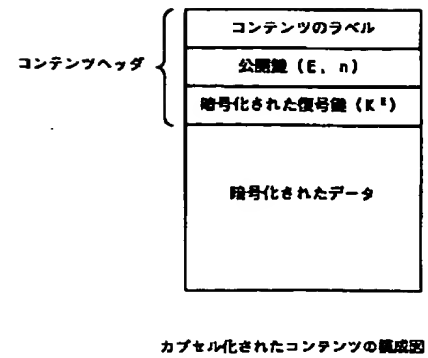 コンテンツのラベル
コンテンツヘッダ
公開鍵(E, n)
暗号化された復号鍵(K^E)
暗号化されたデータ
カプセル化されたコンテンツの構成図